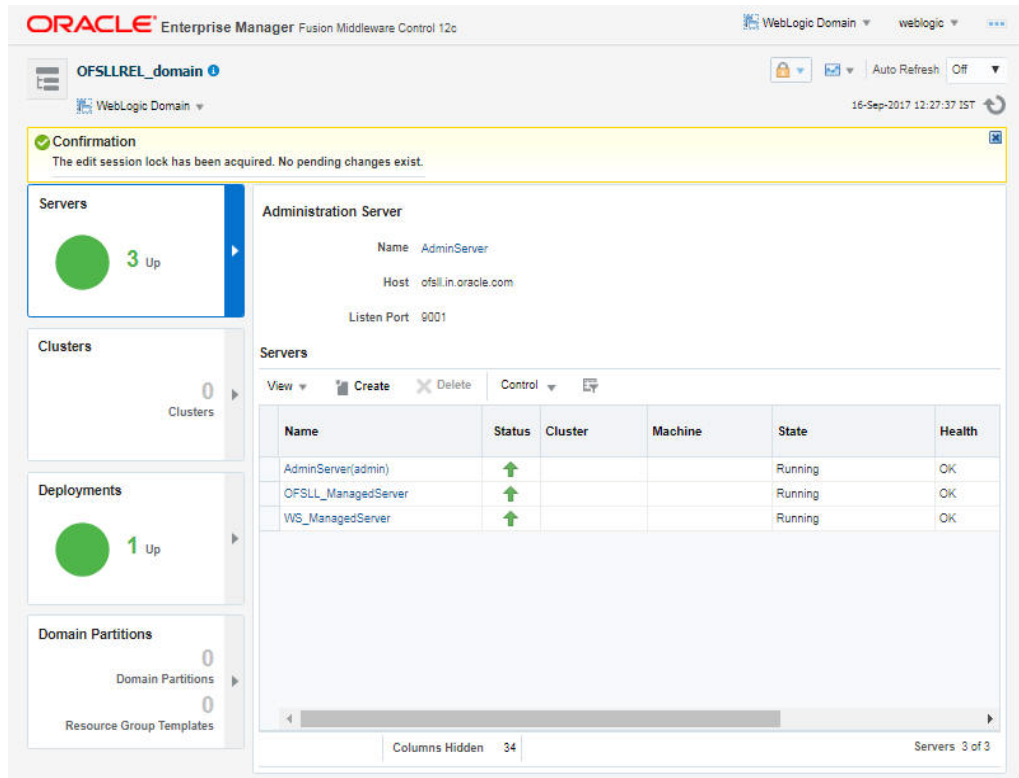 ORACLE® Enterprise Manager Fusion Middleware Control 12c
WebLogic Domain weblogic
OFSLLREL_domain
Auto Refresh Off
WebLogic Domain
16-Sep-2017 12:27:37 IST
Confirmation
The edit session lock has been acquired. No pending changes exist.
Servers
3 Up
Clusters
0
Clusters
Deployments
1 Up
Domain Partitions
0
Domain Partitions
0
Resource Group Templates
Administration Server
Name AdminServer
Host ofsll.in.oracle.com
Listen Port 9001
Servers
View Create Delete Control
Name Status Cluster Machine State Health
AdminServer(admin) Running OK
OFSLL_ManagedServer Running OK
WS_ManagedServer Running OK
Columns Hidden 34 Servers 3 of 3